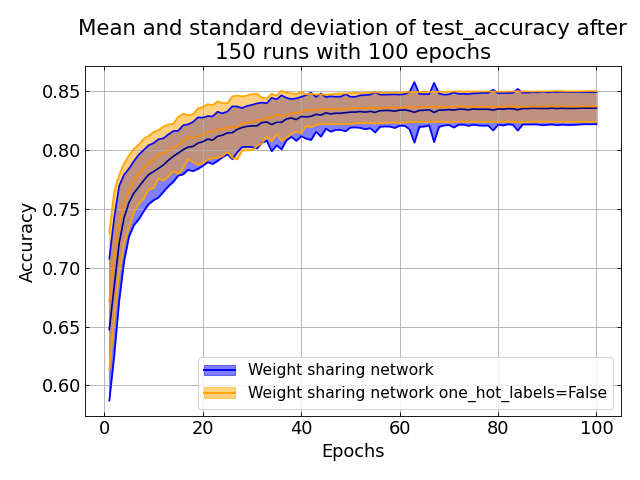 Mean and standard deviation of test_accuracy after
150 runs with 100 epochs
0.85
0.80
0.75
0.70
0.65
0.60
Accuracy
Weight sharing network
Weight sharing network one_hot_labels=False
0 20 40 60 80 100
Epochs